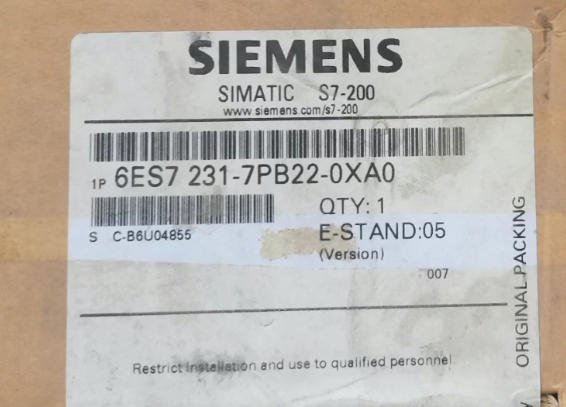 SIEMENS
SIMATIC S7-200
www.siemens.com/s7-200
1P 6ES7 231-7PB22-0XA0
QTY: 1
S C-B6U04855
E-STAND:05
(Version)
007
ORIGINAL PACKING
Restrict Installation and use to qualified personnel